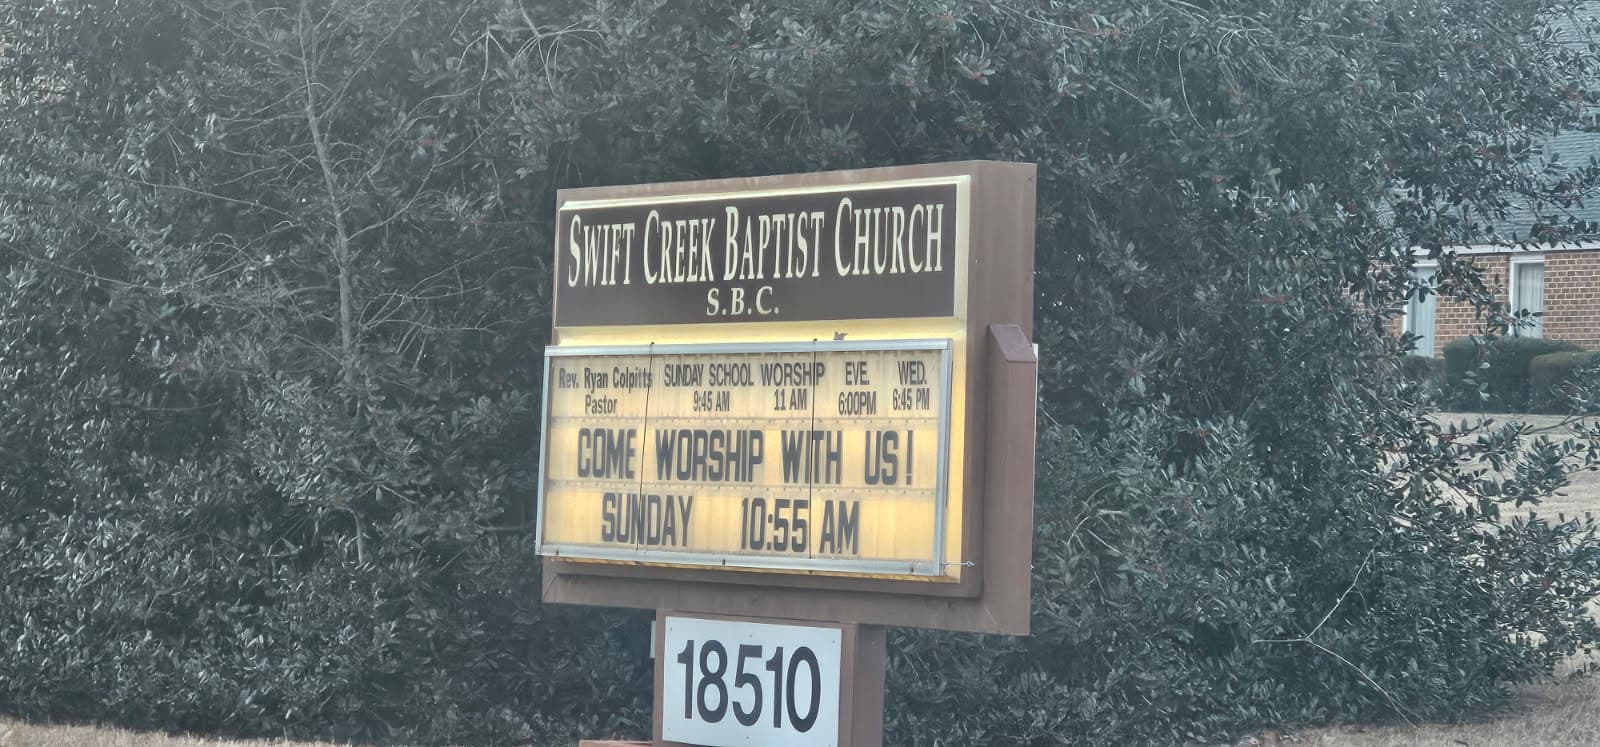 SWIFT CREEK BAPTIST CHURCH
S.B.C.
Rev. Ryan Colpitts SUNDAY SCHOOL WORSHIP EVE. WED.
Pastor 9:45 AM 11 AM 6:00PM 6:45 PM
COME WORSHIP WITH US!
SUNDAY 10:55 AM
18510